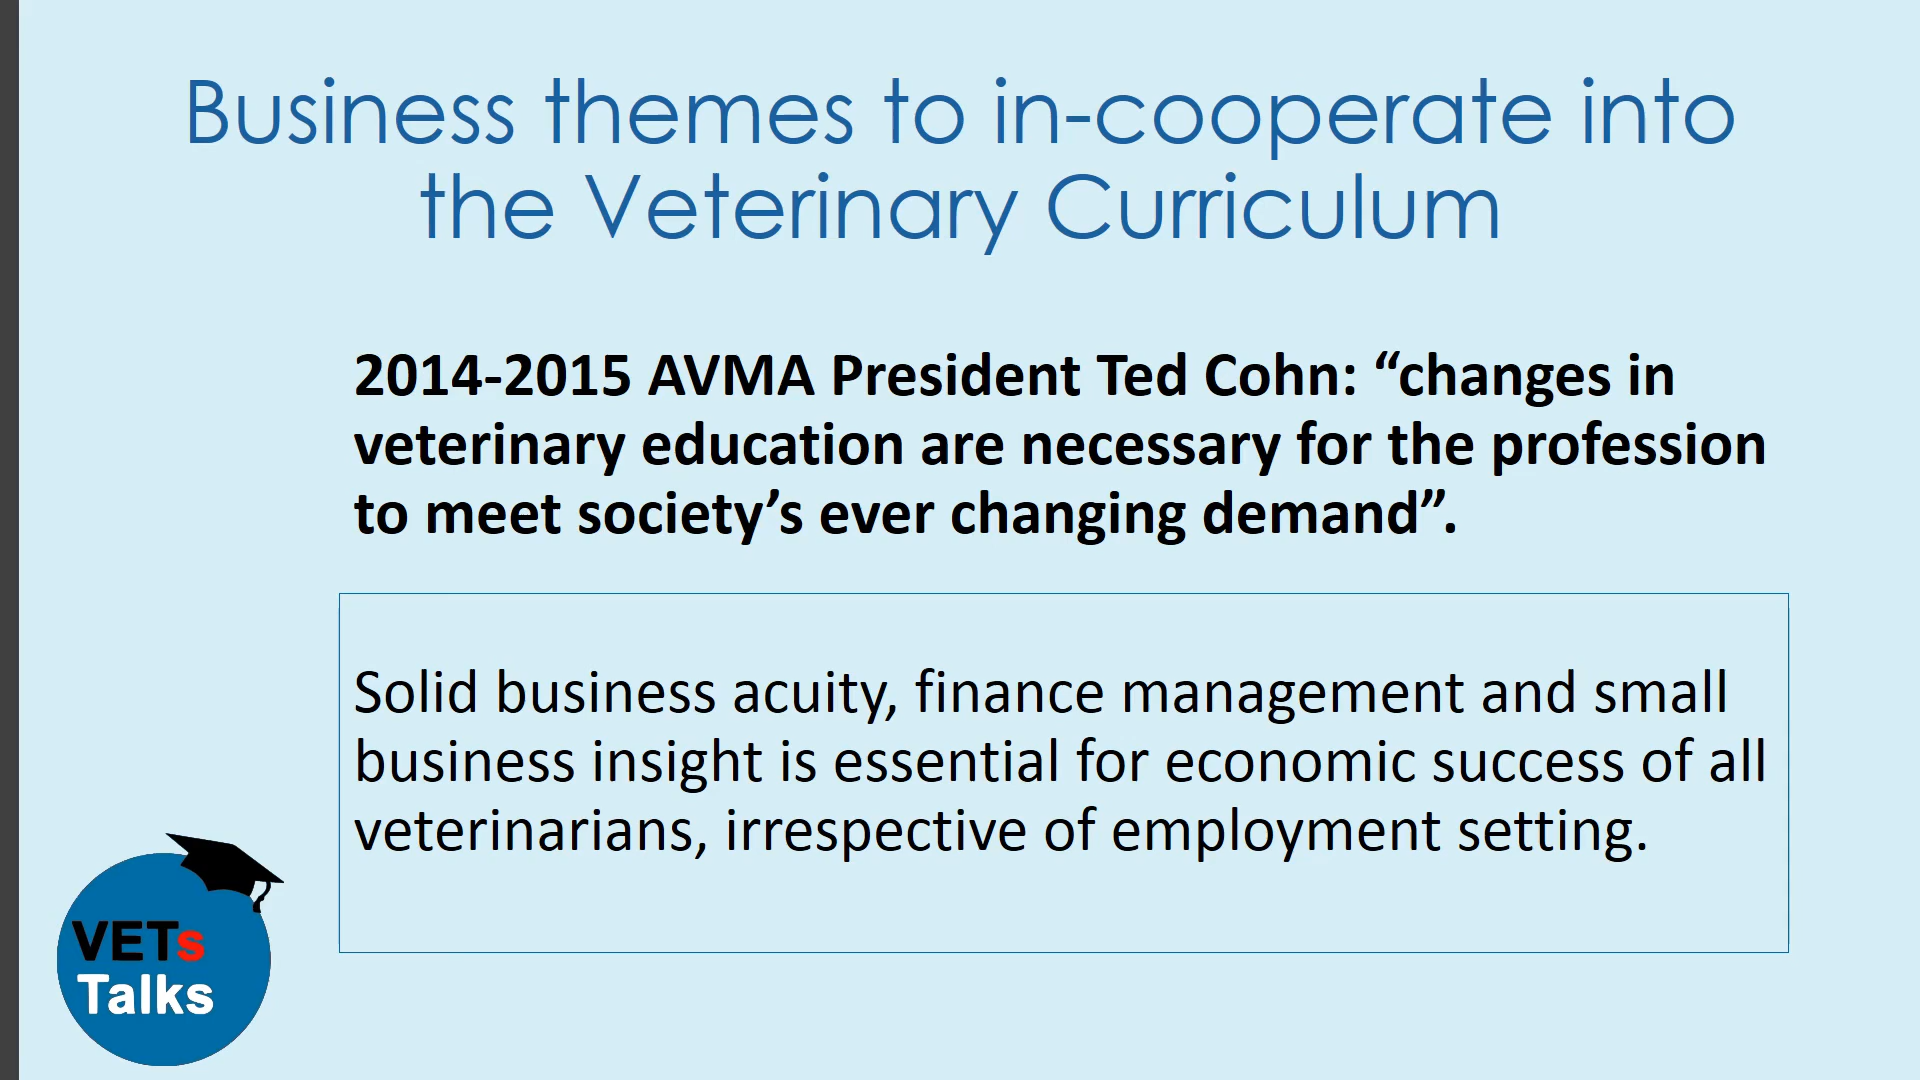 Business themes to in-cooperate into
the Veterinary Curriculum
2014-2015 AVMA President Ted Cohn: “changes in
veterinary education are necessary for the profession
to meet society’s ever changing demand”.
Solid business acuity, finance management and small
business insight is essential for economic success of all
veterinarians, irrespective of employment setting.
VETs
Talks